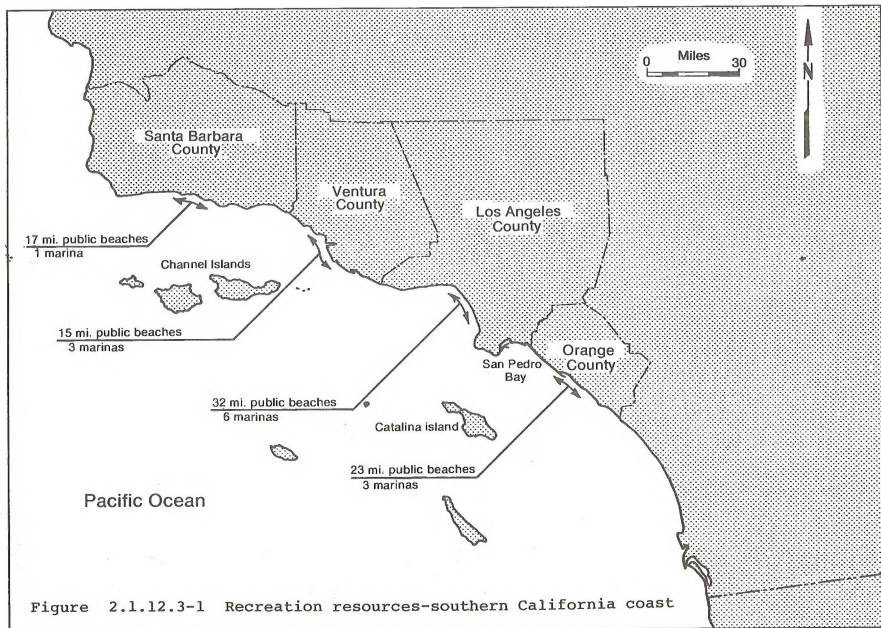 Miles
0 30
N
Santa Barbara
County
Ventura
County
Los Angeles
County
17 mi. public beaches
1 marina
Channel Islands
15 mi. public beaches
3 marinas
San Pedro
Bay
Orange
County
32 mi. public beaches
6 marinas
Catalina island
23 mi. public beaches
3 marinas
Pacific Ocean
Figure 2.1.12.3-1 Recreation resources-southern California coast